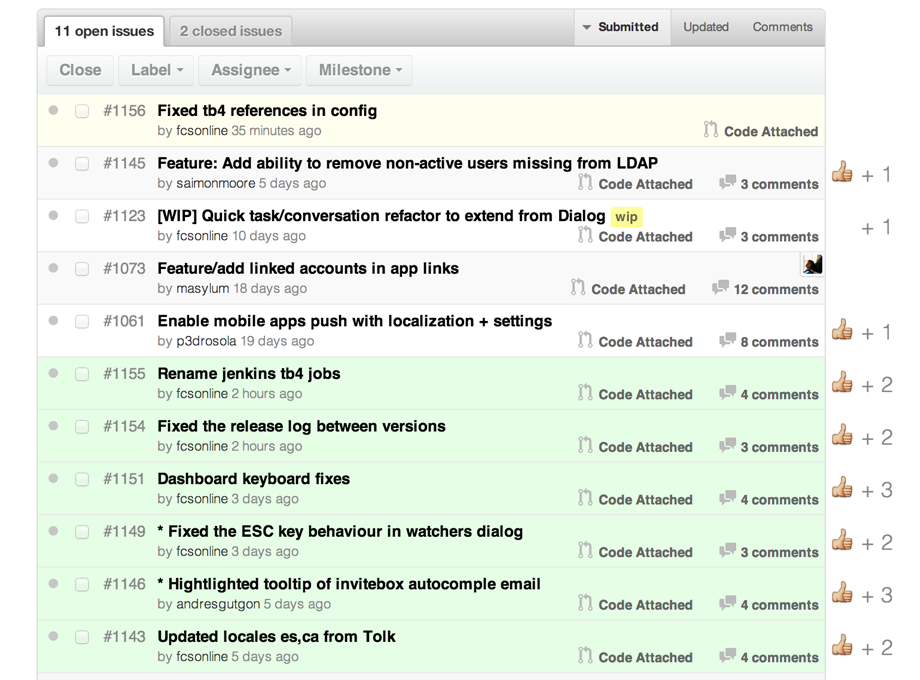 11 open issues 2 closed issues Submitted Updated Comments
Close Label Assignee Milestone
#1156 Fixed tb4 references in config
by fcsonline 35 minutes ago Code Attached
#1145 Feature: Add ability to remove non-active users missing from LDAP
by saimonmoore 5 days ago Code Attached 3 comments + 1
#1123 [WIP] Quick task/conversation refactor to extend from Dialog wip
by fcsonline 10 days ago Code Attached 3 comments + 1
#1073 Feature/add linked accounts in app links
by masylum 18 days ago Code Attached 12 comments
#1061 Enable mobile apps push with localization + settings
by p3drosola 19 days ago Code Attached 8 comments + 1
#1155 Rename jenkins tb4 jobs
by fcsonline 2 hours ago Code Attached 4 comments + 2
#1154 Fixed the release log between versions
by fcsonline 2 hours ago Code Attached 3 comments + 2
#1151 Dashboard keyboard fixes
by fcsonline 3 days ago Code Attached 4 comments + 3
#1149 * Fixed the ESC key behaviour in watchers dialog
by fcsonline 3 days ago Code Attached 3 comments + 2
#1146 * Hightlighted tooltip of invitebox autocomple email
by andresgutgon 5 days ago Code Attached 4 comments + 3
#1143 Updated locales es,ca from Tolk
by fcsonline 5 days ago Code Attached 4 comments + 2